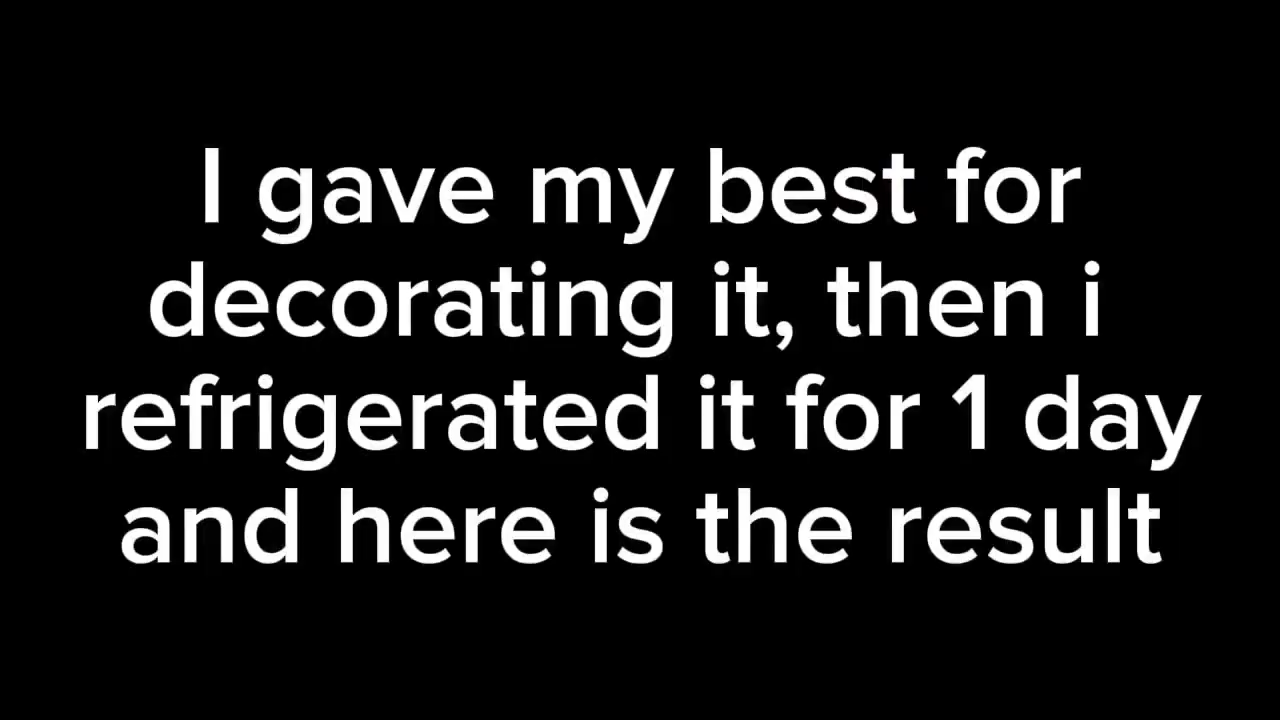 I gave my best for
decorating it, then i
refrigerated it for 1 day
and here is the result